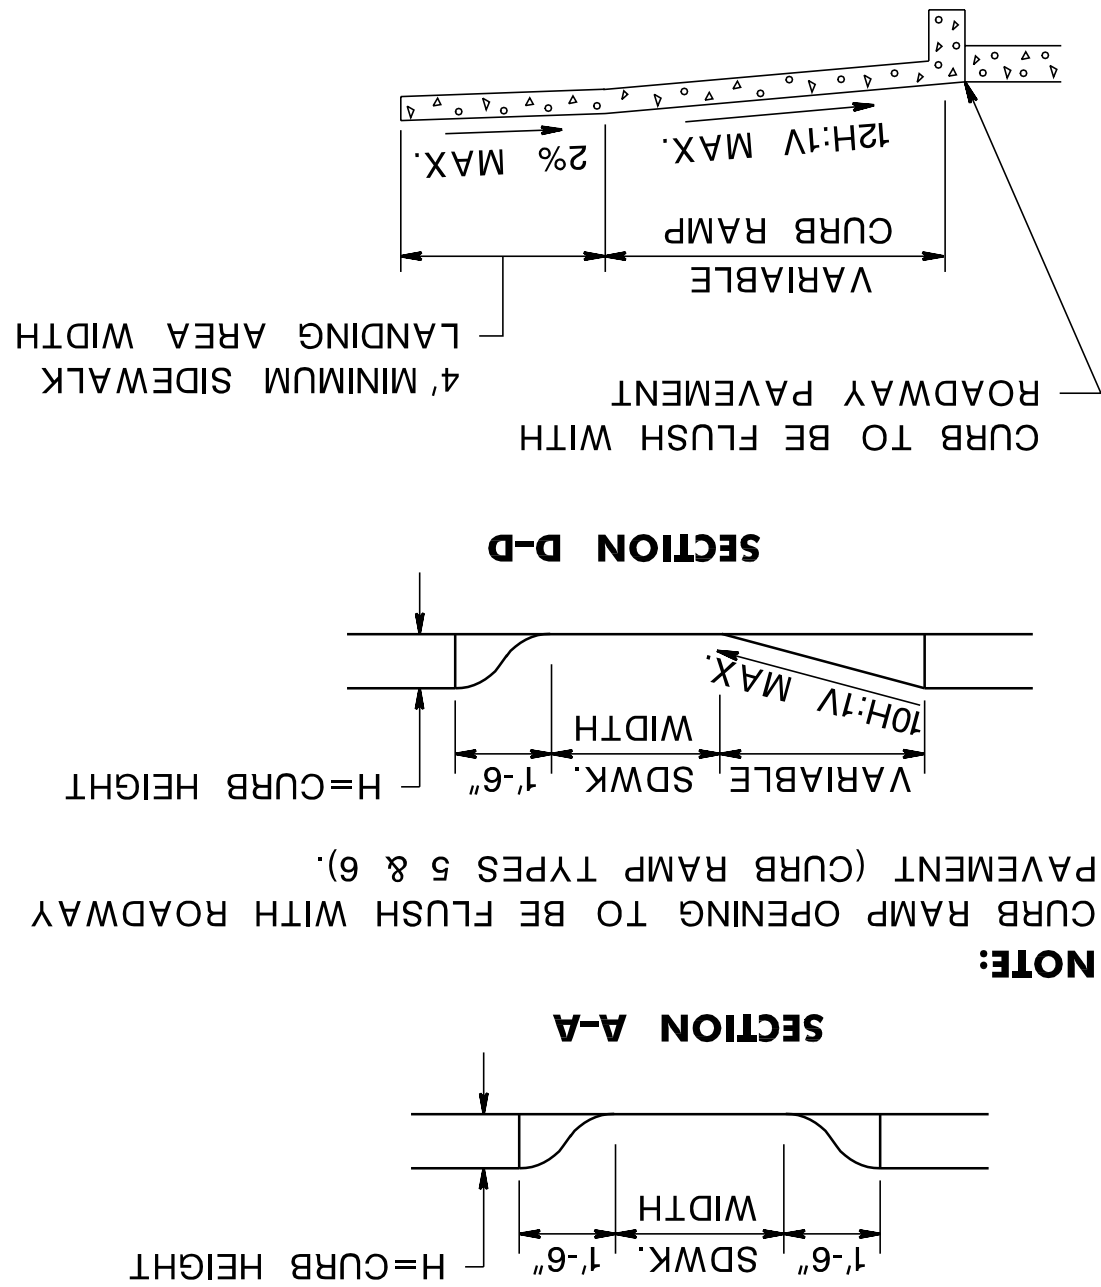 H=CURB HEIGHT
1'-6" SDWK. 1'-6"
WIDTH
SECTION A-A
NOTE:
CURB RAMP OPENING TO BE FLUSH WITH ROADWAY
PAVEMENT (CURB RAMP TYPES 5 & 6).
VARIABLE SDWK. 1'-6"
WIDTH
H=CURB HEIGHT
10H:1V MAX.
SECTION D-D
CURB TO BE FLUSH WITH
ROADWAY PAVEMENT
4' MINIMUM SIDEWALK
LANDING AREA WIDTH
VARIABLE
CURB RAMP
12H:1V MAX.
2% MAX.